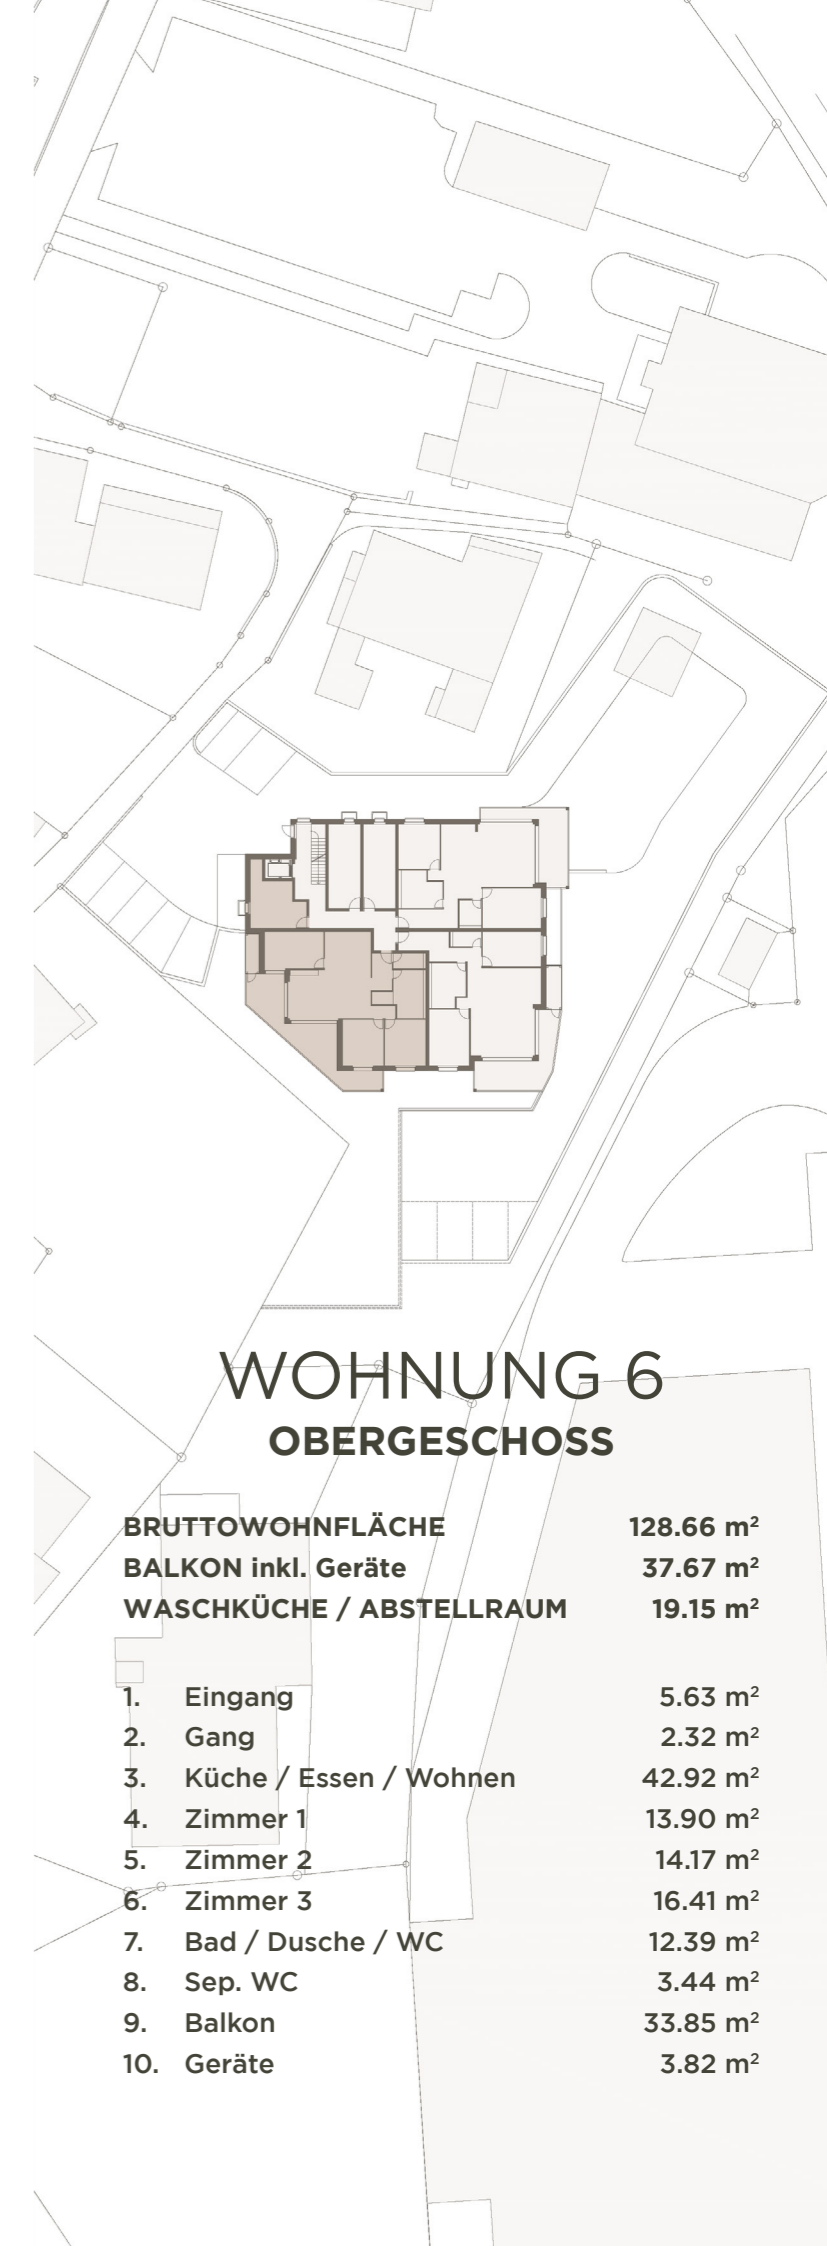 WOHNUNG 6
OBERGESCHOSS
BRUTTOWOHNFLÄCHE 128.66 m²
BALKON inkl. Geräte 37.67 m²
WASCHKÜCHE / ABSTELLRAUM 19.15 m²
1. Eingang 5.63 m²
2. Gang 2.32 m²
3. Küche / Essen / Wohnen 42.92 m²
4. Zimmer 1 13.90 m²
5. Zimmer 2 14.17 m²
6. Zimmer 3 16.41 m²
7. Bad / Dusche / WC 12.39 m²
8. Sep. WC 3.44 m²
9. Balkon 33.85 m²
10. Geräte 3.82 m²